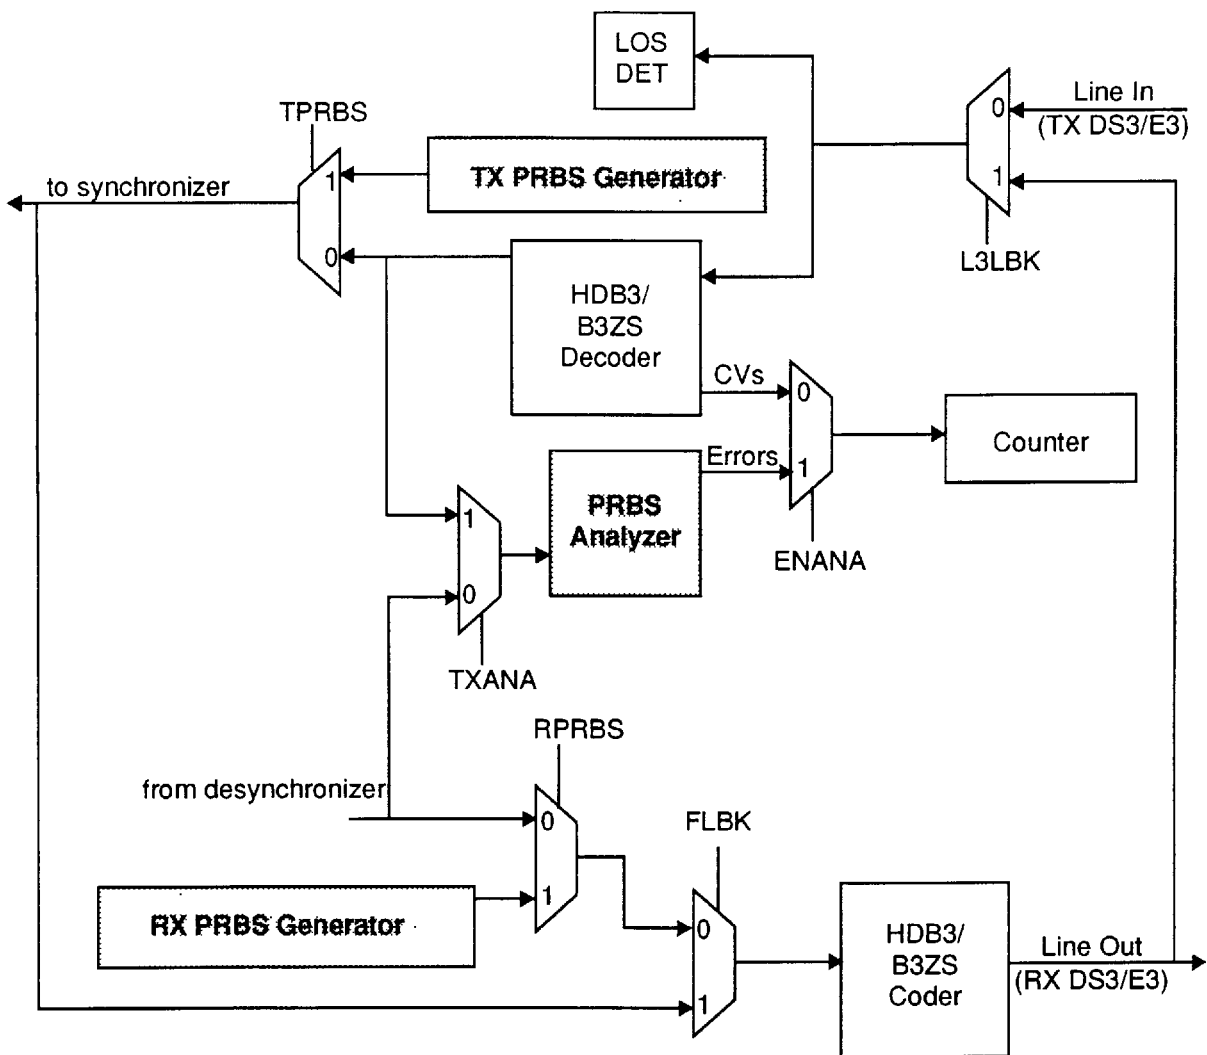 LOS
DET
Line In
(TX DS3/E3)
0
1
L3LBK
TPRBS
1
0
TX PRBS Generator
to synchronizer
HDB3/
B3ZS
Decoder
CVs
0
1
Errors
ENANA
Counter
PRBS
Analyzer
1
0
TXANA
RPRBS
from desynchronizer
0
1
FLBK
RX PRBS Generator
0
1
HDB3/
B3ZS
Coder
Line Out
(RX DS3/E3)